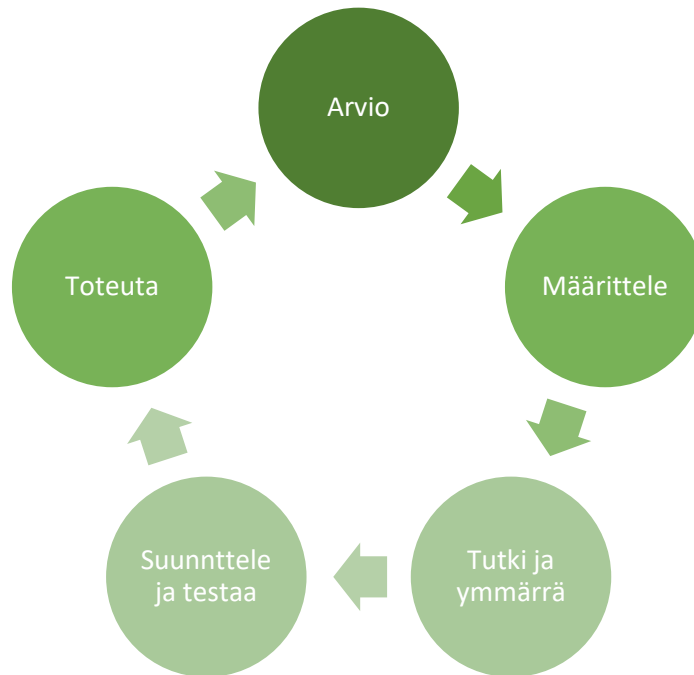 Arvio
Määrittele
Tutki ja
ymmärrä
Suunnttele
ja testaa
Toteuta